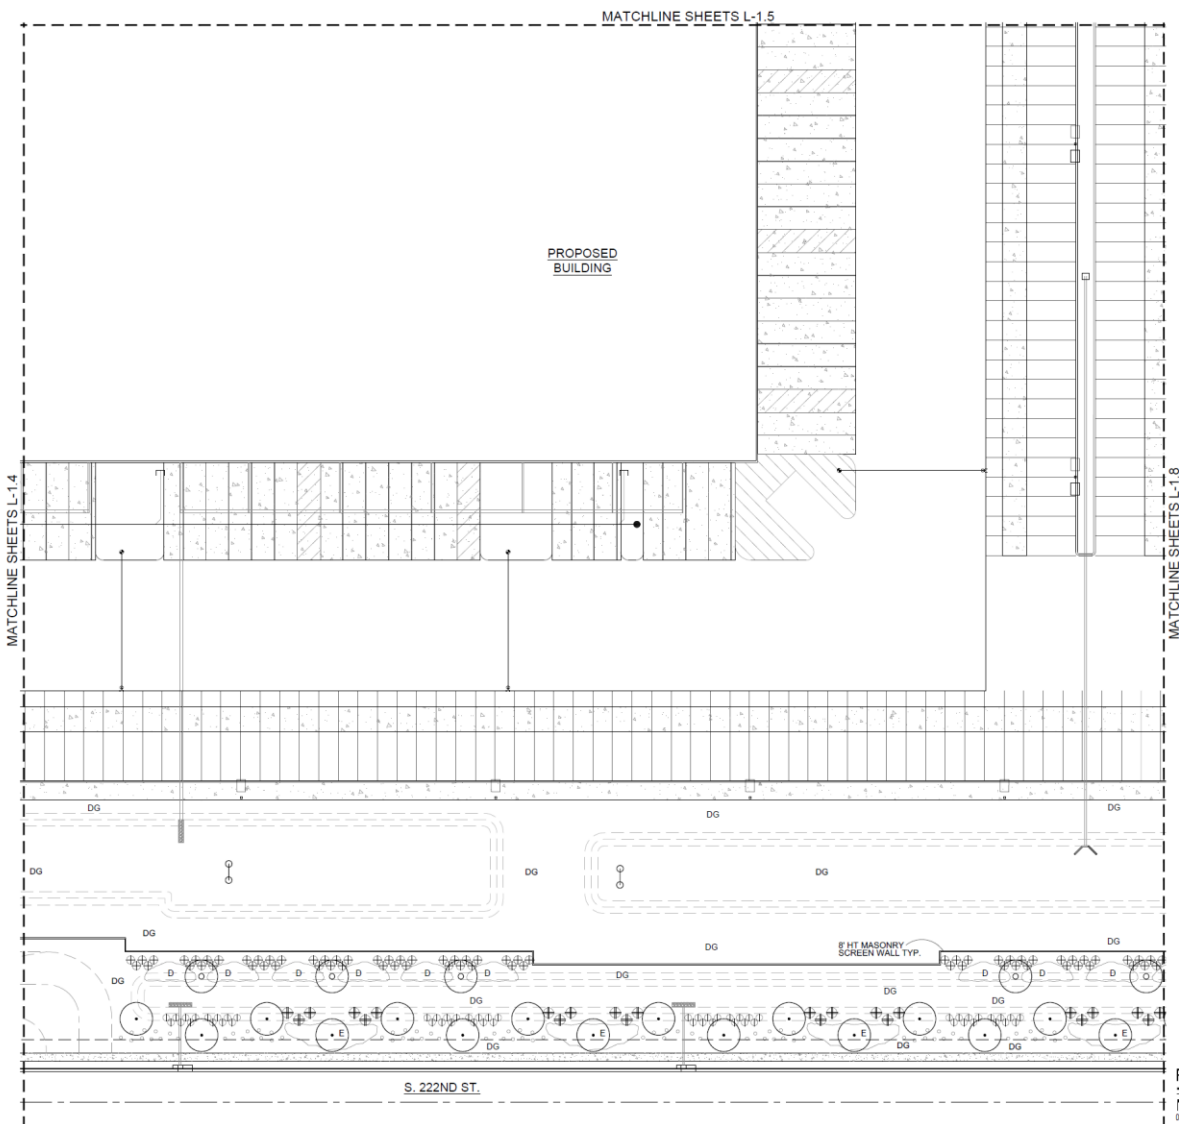 MATCHLINE SHEETS L-1.5
PROPOSED
BUILDING
MATCHLINE SHEETS L-1.4
MATCHLINE SHEETS L-1.8
DG
DG
DG
DG
DG
DG
DG
DG
DG
8' HT MASONRY
SCREEN WALL TYP.
DG
D
D
D
D
D
D
D
D
DG
DG
DG
DG
DG
E
E
E
E
DG
DG
DG
S. 222ND ST.